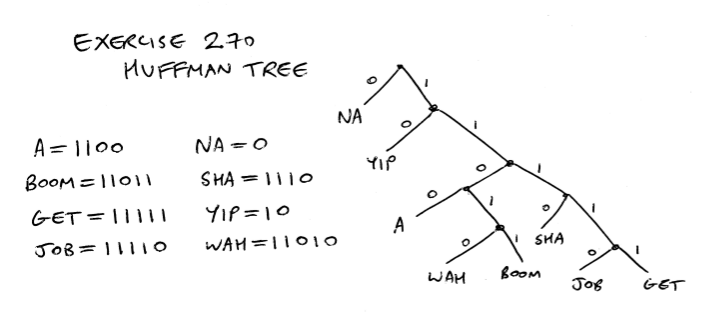 EXERCISE 2.70
HUFFMAN TREE
A = 1100 NA = 0
BOOM = 11011 SHA = 1110
GET = 11111 YIP = 10
JOB = 11110 WAH = 11010
0 1
NA 0 1
YIP 0 1
0 1 0 1
A 0 1 SHA 0 1
WAH BOOM JOB GET